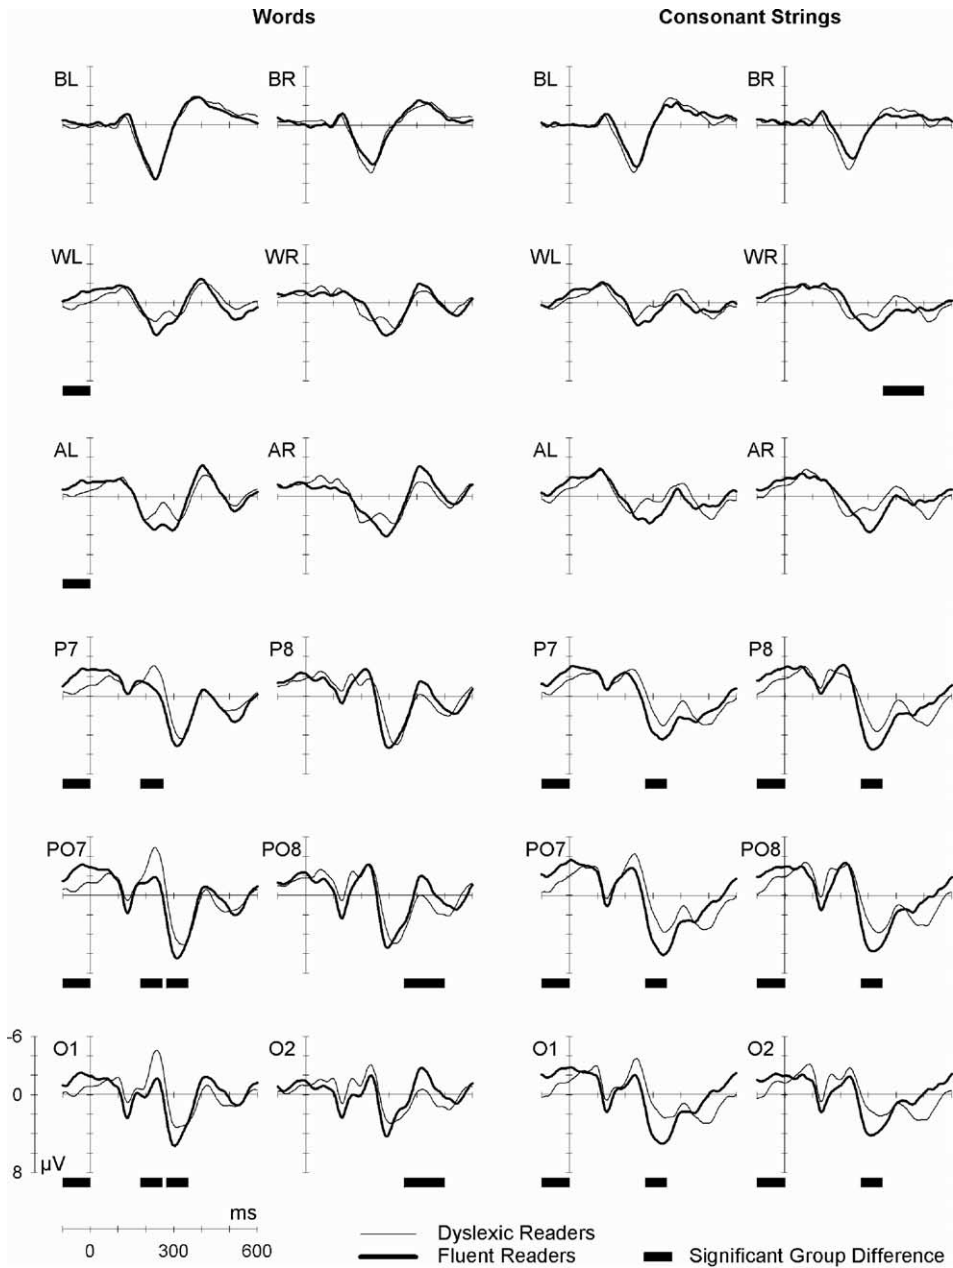 Words Consonant Strings
BL BR BL BR
WL WR WL WR
AL AR AL AR
P7 P8 P7 P8
PO7 PO8 PO7 PO8
-6
O1 O2 O1 O2
0
µV
8
ms
0 300 600
Dyslexic Readers
Fluent Readers Significant Group Difference